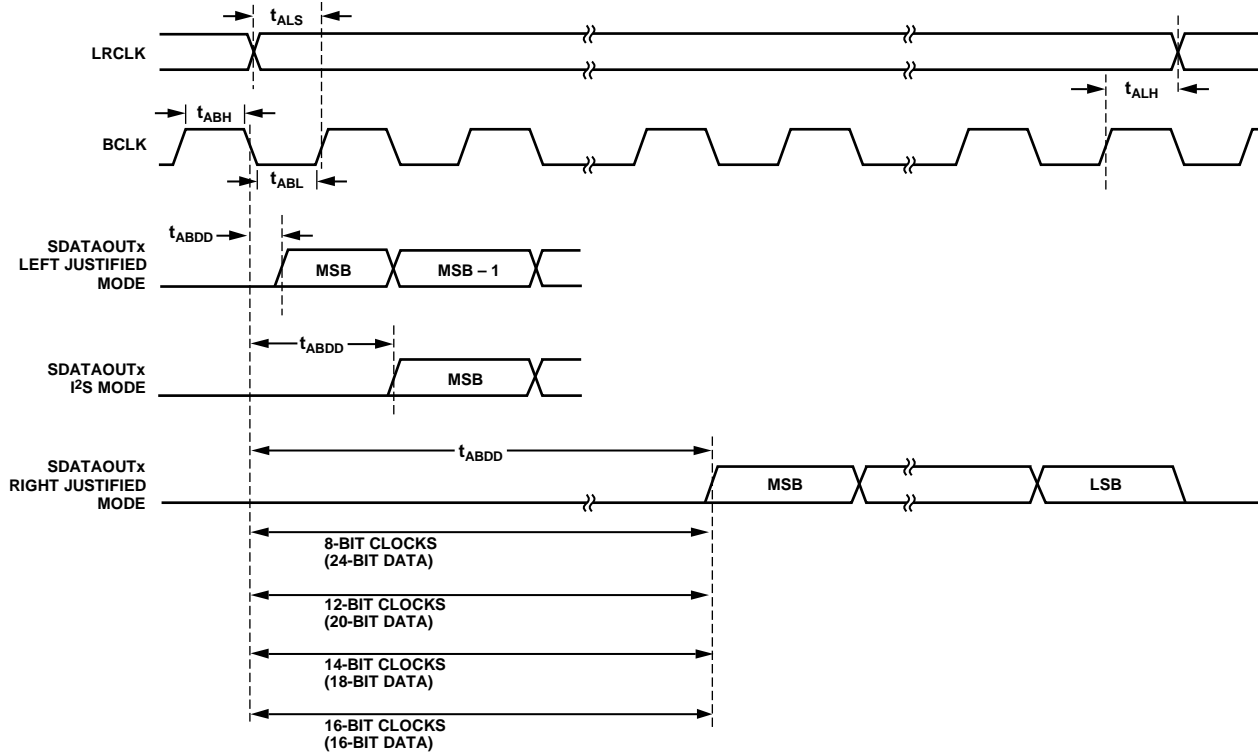 tALS
LRCLK
tALH
tABH
BCLK
tABL
tABDD
SDATAOUTx
LEFT JUSTIFIED
MODE
MSB
MSB – 1
tABDD
SDATAOUTx
I2S MODE
MSB
tABDD
SDATAOUTx
RIGHT JUSTIFIED
MODE
MSB
LSB
8-BIT CLOCKS
(24-BIT DATA)
12-BIT CLOCKS
(20-BIT DATA)
14-BIT CLOCKS
(18-BIT DATA)
16-BIT CLOCKS
(16-BIT DATA)